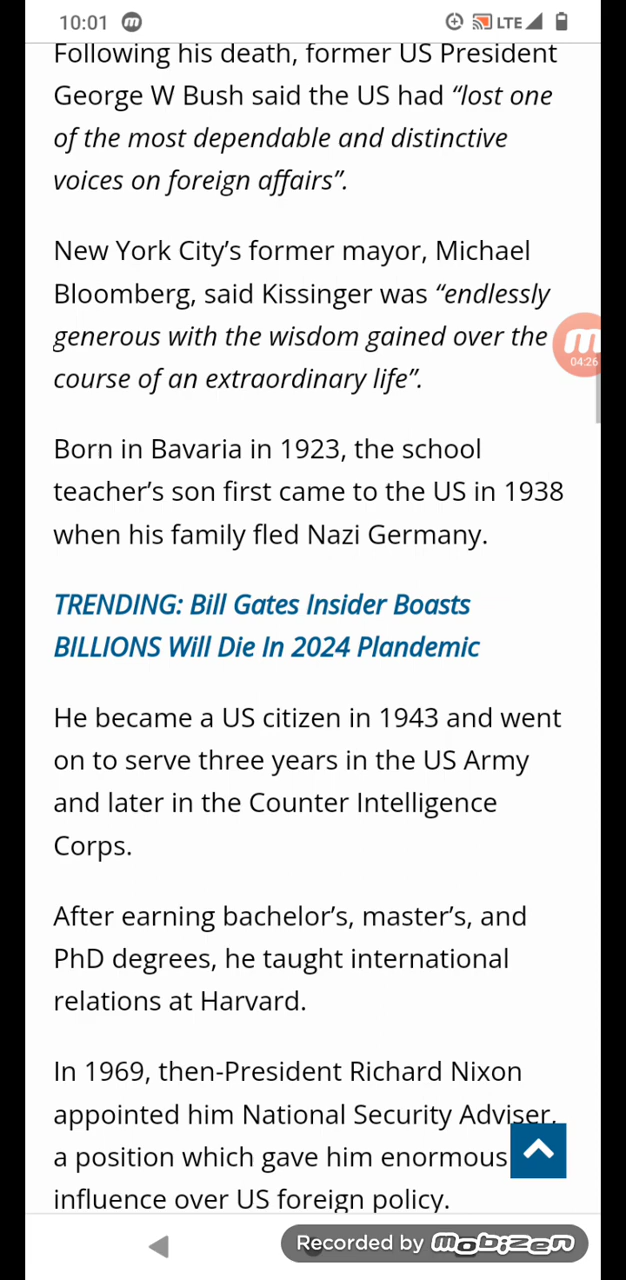 10:01 m LTE
Following his death, former US President
George W Bush said the US had “lost one
of the most dependable and distinctive
voices on foreign affairs”.
New York City’s former mayor, Michael
Bloomberg, said Kissinger was “endlessly
generous with the wisdom gained over the
course of an extraordinary life”.
m
04:26
Born in Bavaria in 1923, the school
teacher’s son first came to the US in 1938
when his family fled Nazi Germany.
TRENDING: Bill Gates Insider Boasts
BILLIONS Will Die In 2024 Plandemic
He became a US citizen in 1943 and went
on to serve three years in the US Army
and later in the Counter Intelligence
Corps.
After earning bachelor’s, master’s, and
PhD degrees, he taught international
relations at Harvard.
In 1969, then-President Richard Nixon
appointed him National Security Adviser,
a position which gave him enormous
influence over US foreign policy.
Recorded by mobizen